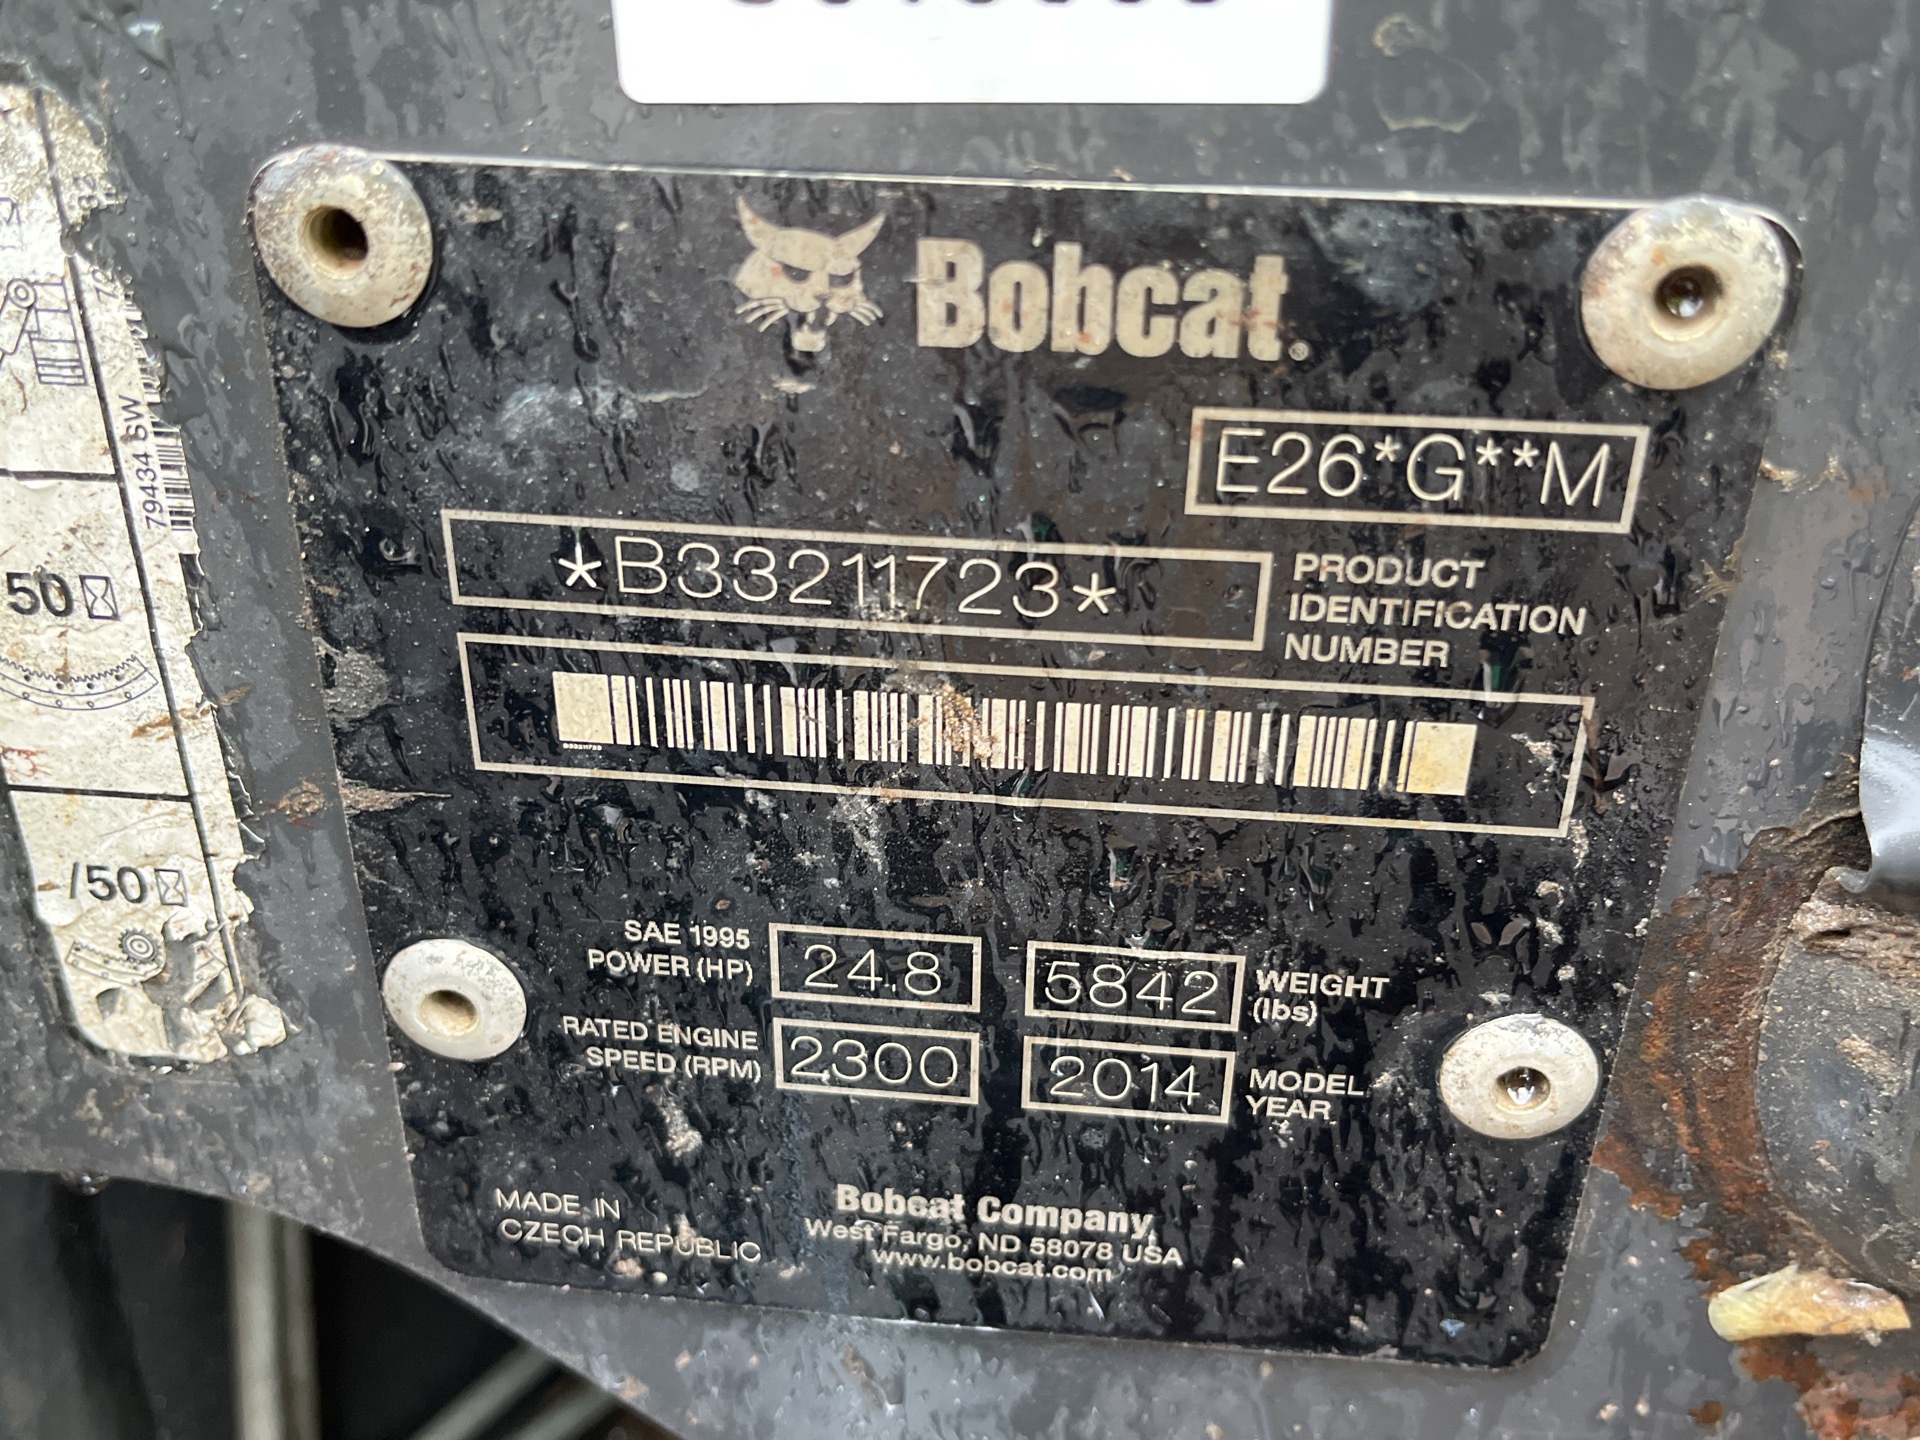 Bobcat®
E26*G**M
*B33211723*
PRODUCT
IDENTIFICATION
NUMBER
B33211723
SAE 1995
POWER (HP)
24.8
5842
WEIGHT
(lbs)
RATED ENGINE
SPEED (RPM)
2300
2014
MODEL
YEAR
MADE IN
CZECH REPUBLIC
Bobcat Company,
West Fargo, ND 58078 USA
www.bobcat.com
79434 SW
50
/50